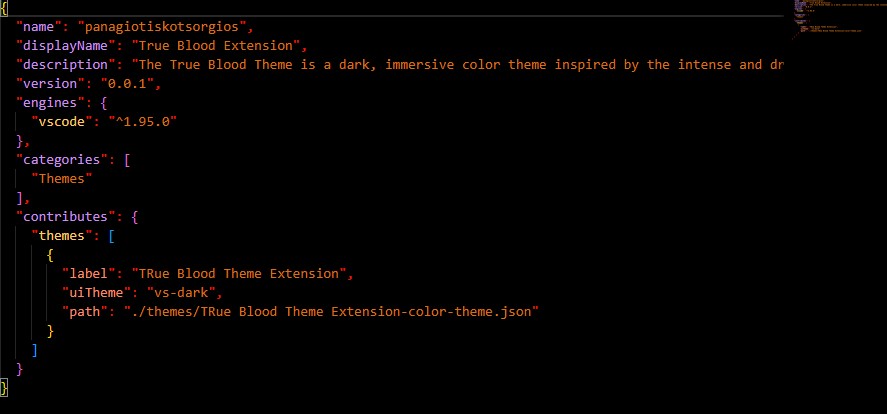 {
  "name": "panagiotiskotsorgios",
  "displayName": "True Blood Extension",
  "description": "The True Blood Theme is a dark, immersive color theme inspired by the intense and dr
  "version": "0.0.1",
  "engines": {
    "vscode": "^1.95.0"
  },
  "categories": [
    "Themes"
  ],
  "contributes": {
    "themes": [
      {
        "label": "TRue Blood Theme Extension",
        "uiTheme": "vs-dark",
        "path": "./themes/TRue Blood Theme Extension-color-theme.json"
      }
    ]
  }
}